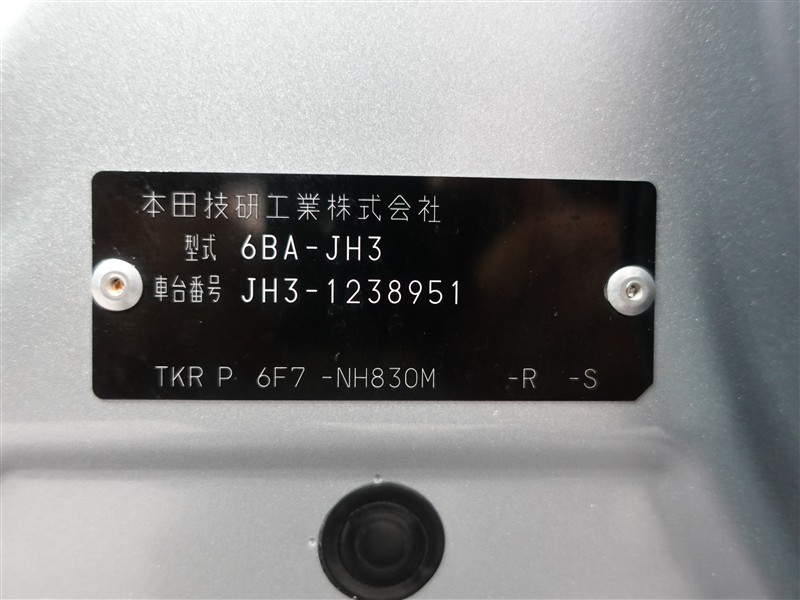 本田技研工業株式会社
型式 6BA-JH3
車台番号 JH3-1238951
TKR P 6F7 -NH830M -R -S